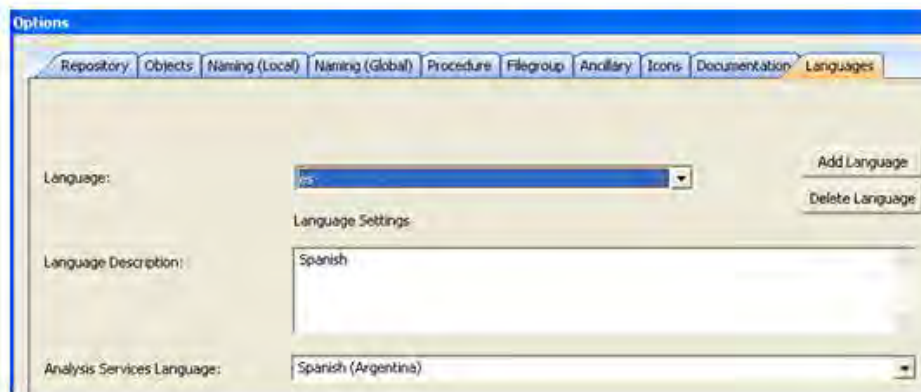 Options
Repository Objects Naming (Local) Naming (Global) Procedure Filegroup Ancillary Icons Documentation Languages
Add Language
Language: es
Delete Language
Language Settings
Language Description: Spanish
Analysis Services Language: Spanish (Argentina)